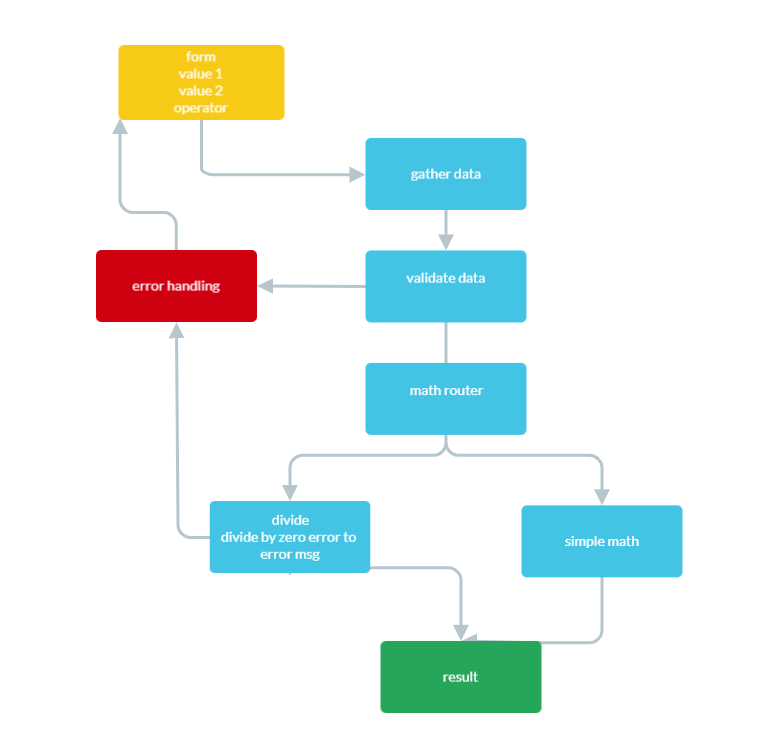 form
value 1
value 2
operator
gather data
validate data
error handling
math router
divide
divide by zero error to
error msg
simple math
result